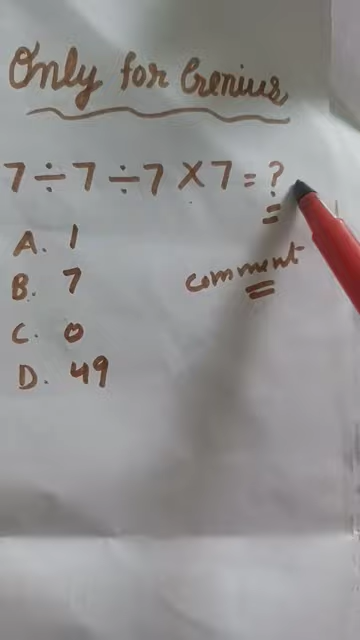 Only for Genius
7÷7÷7×7=?
A. 1
B. 7
comment
C. 0
D. 49